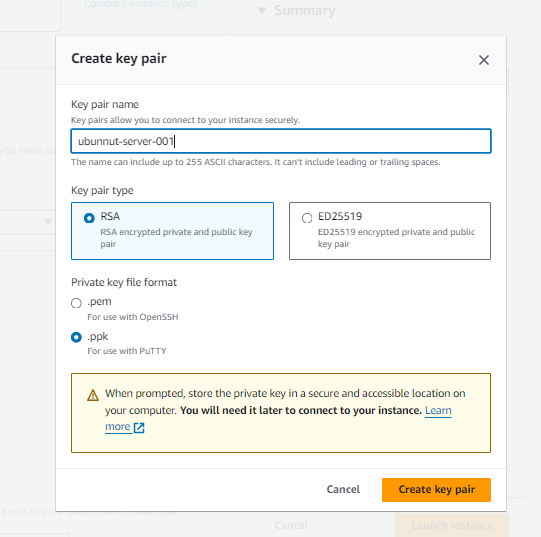 Compare instance types
Summary
Create key pair
Key pair name
Key pairs allow you to connect to your instance securely.
ubunnut-server-001
The name can include up to 255 ASCII characters. It can't include leading or trailing spaces.
you have ac
Key pair type
RSA
RSA encrypted private and public key
pair
ED25519
ED25519 encrypted private and public
key pair
Private key file format
.pem
For use with OpenSSH
.ppk
For use with PuTTY
When prompted, store the private key in a secure and accessible location on
your computer. You will need it later to connect to your instance. Learn
more
Cancel
Create key pair
Cancel
Launch instance